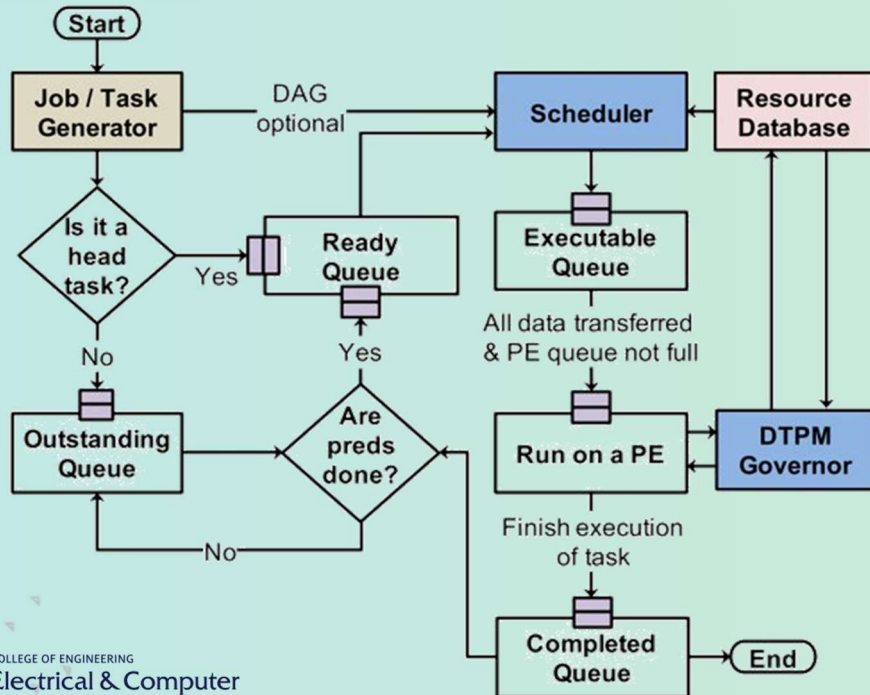 Start
Job / Task
Generator
DAG
optional
Scheduler
Resource
Database
Is it a
head
task?
Yes
Ready
Queue
Executable
Queue
No
Yes
All data transferred
& PE queue not full
Outstanding
Queue
Are
preds
done?
Run on a PE
DTPM
Governor
No
Finish execution
of task
Completed
Queue
End
OLLEGE OF ENGINEERING
Electrical & Computer